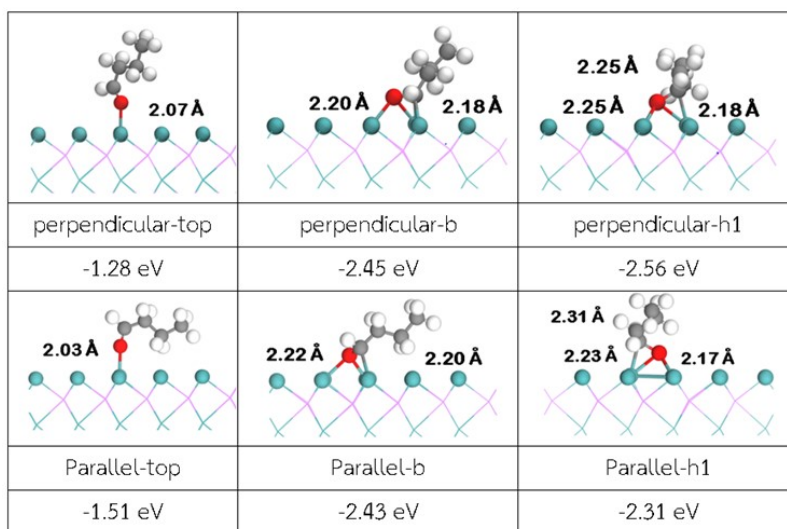 2.07 Å
2.20 Å
2.18 Å
2.25 Å
2.25 Å
2.18 Å
perpendicular-top
perpendicular-b
perpendicular-h1
-1.28 eV
-2.45 eV
-2.56 eV
2.03 Å
2.22 Å
2.20 Å
2.31 Å
2.23 Å
2.17 Å
Parallel-top
Parallel-b
Parallel-h1
-1.51 eV
-2.43 eV
-2.31 eV